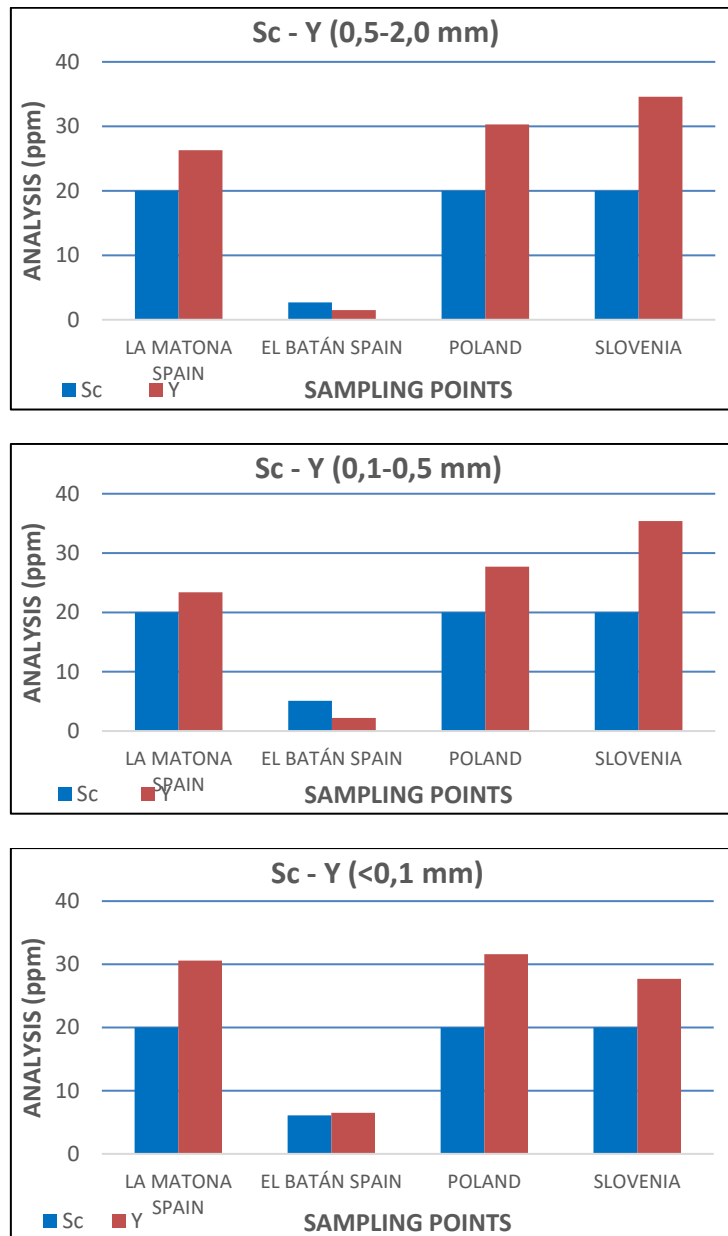 Sc - Y (0,5-2,0 mm)
ANALYSIS (ppm)
40
30
20
10
0
LA MATONA SPAIN
EL BATÁN SPAIN
POLAND
SLOVENIA
Sc
Y
SAMPLING POINTS
Sc - Y (0,1-0,5 mm)
ANALYSIS (ppm)
40
30
20
10
0
LA MATONA SPAIN
EL BATÁN SPAIN
POLAND
SLOVENIA
Sc
Y
SAMPLING POINTS
Sc - Y (<0,1 mm)
ANALYSIS (ppm)
40
30
20
10
0
LA MATONA SPAIN
EL BATÁN SPAIN
POLAND
SLOVENIA
Sc
Y
SAMPLING POINTS